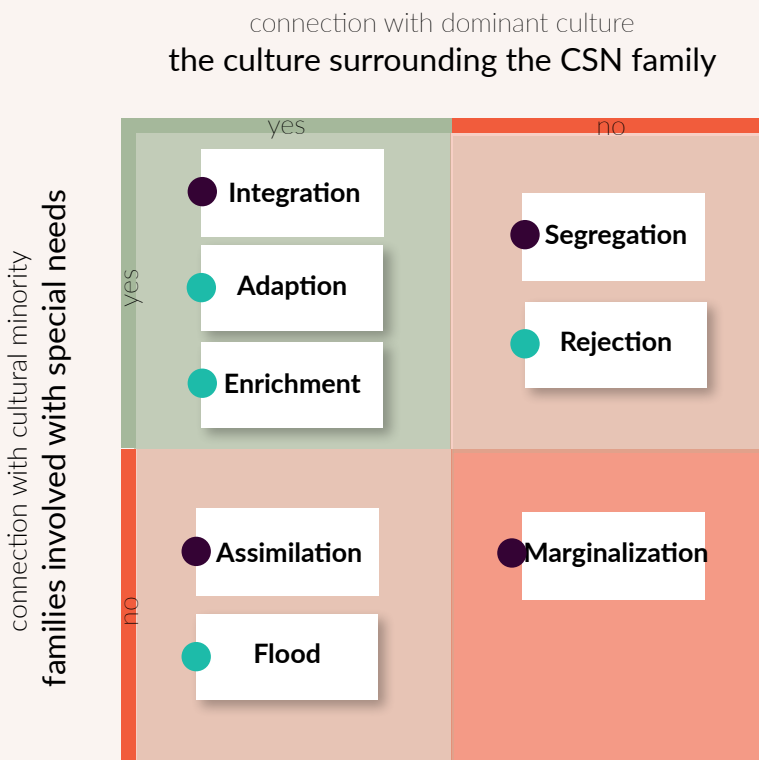 connection with dominant culture
the culture surrounding the CSN family
yes
no
connection with cultural minority
families involved with special needs
yes
Integration
Adaption
Enrichment
Segregation
Rejection
no
Assimilation
Flood
Marginalization